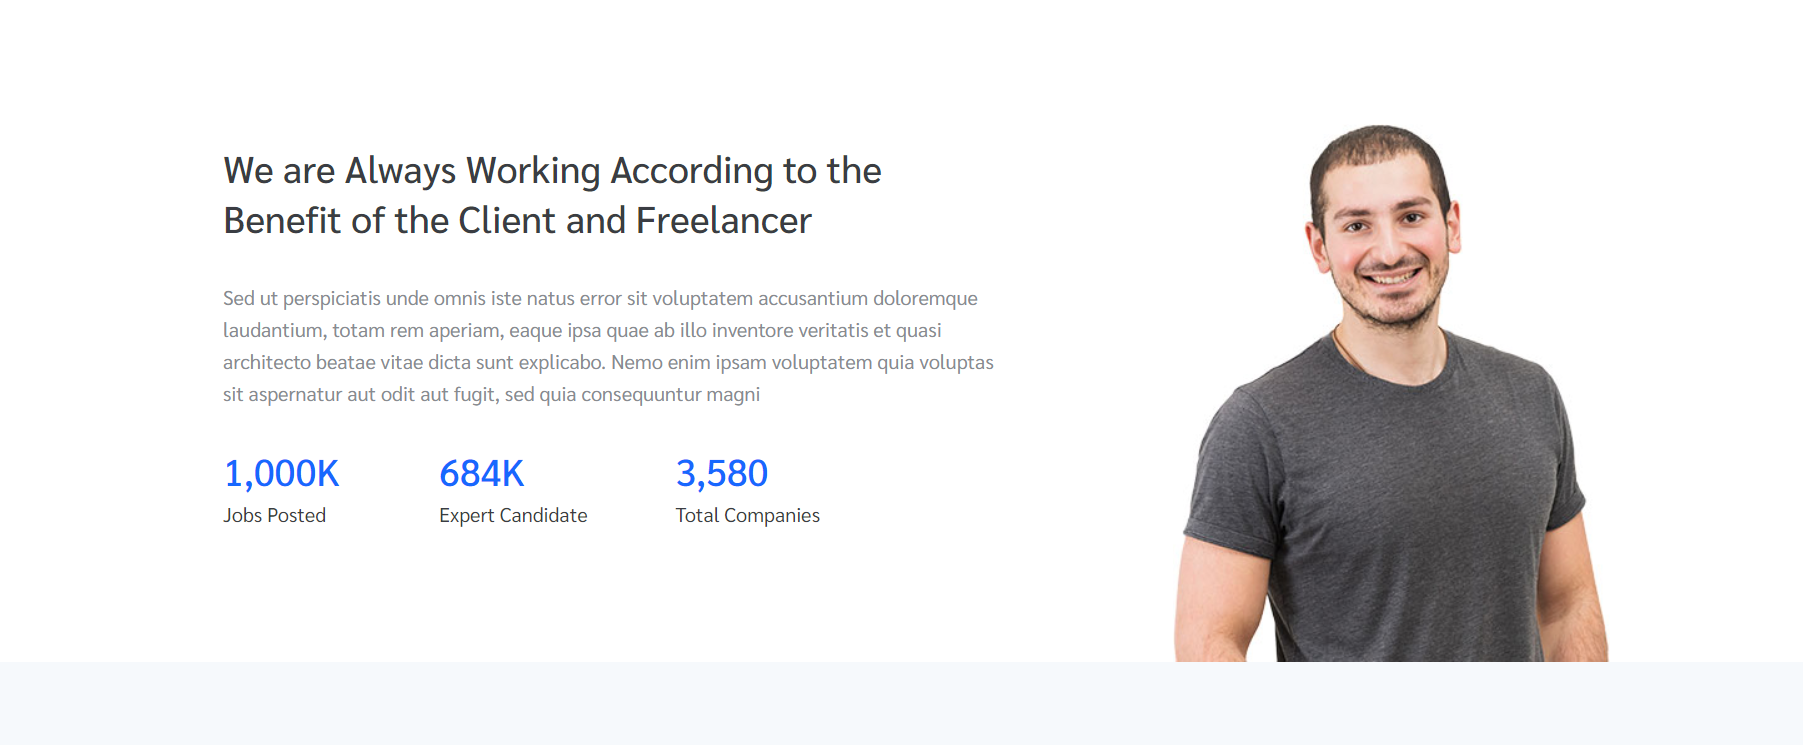 We are Always Working According to the
Benefit of the Client and Freelancer
Sed ut perspiciatis unde omnis iste natus error sit voluptatem accusantium doloremque
laudantium, totam rem aperiam, eaque ipsa quae ab illo inventore veritatis et quasi
architecto beatae vitae dicta sunt explicabo. Nemo enim ipsam voluptatem quia voluptas
sit aspernatur aut odit aut fugit, sed quia consequuntur magni
1,000K
Jobs Posted
684K
Expert Candidate
3,580
Total Companies